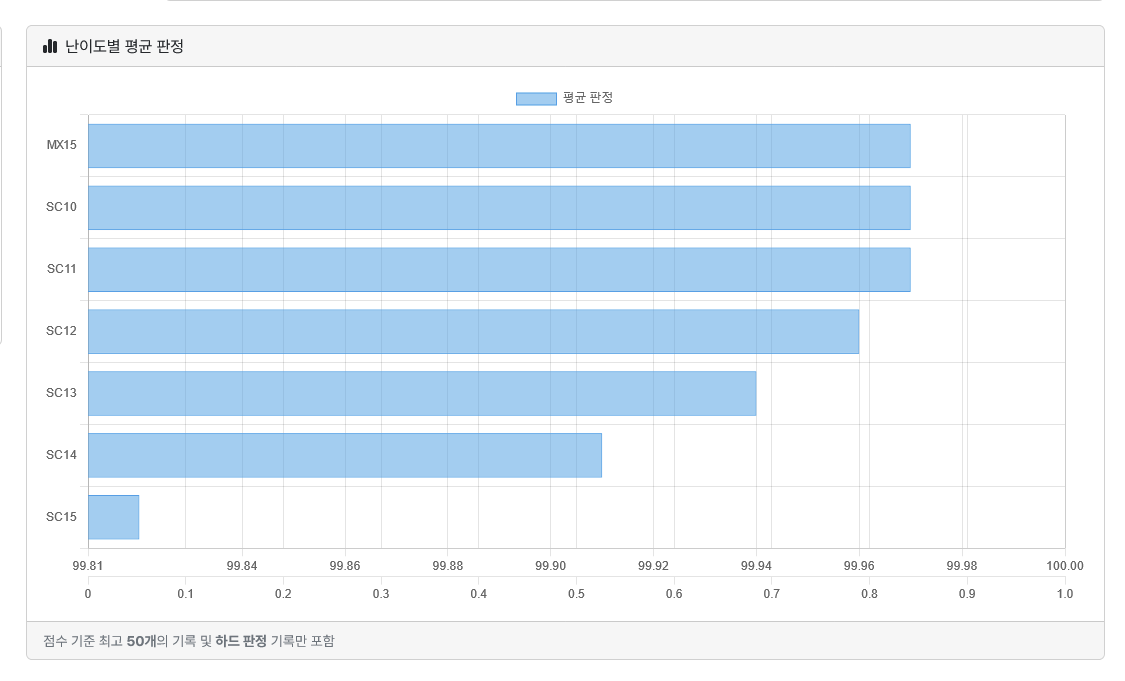 난이도별 평균 판정
평균 판정
MX15
SC10
SC11
SC12
SC13
SC14
SC15
99.81 99.84 99.86 99.88 99.90 99.92 99.94 99.96 99.98 100.00
0 0.1 0.2 0.3 0.4 0.5 0.6 0.7 0.8 0.9 1.0
점수 기준 최고 50개의 기록 및 하드 판정 기록만 포함